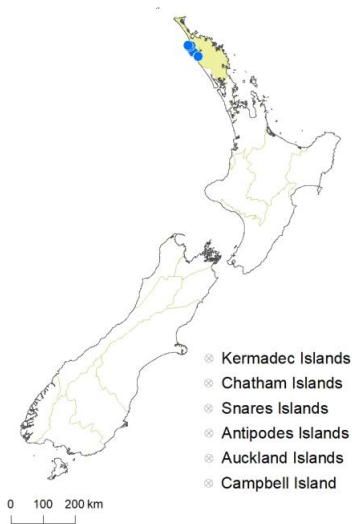 Kermadec Islands
Chatham Islands
Snares Islands
Antipodes Islands
Auckland Islands
Campbell Island
0 100 200 km